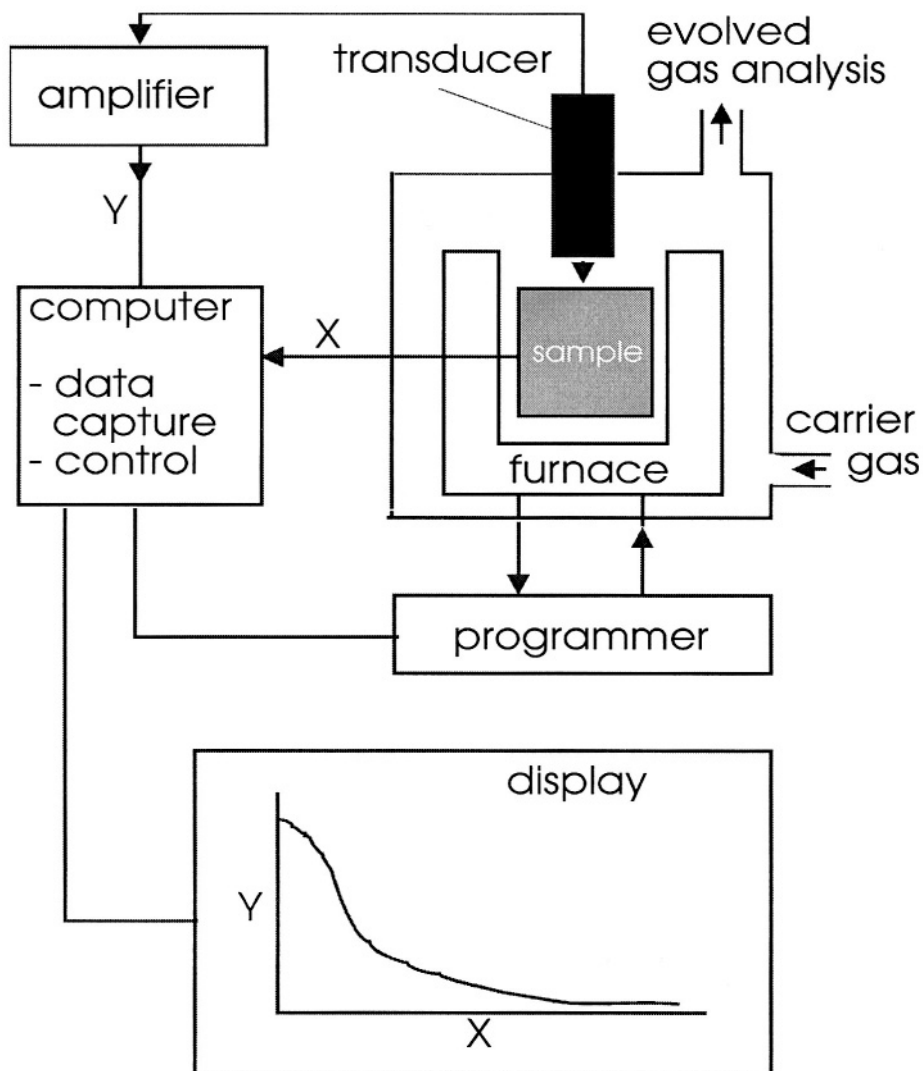 evolved
gas analysis
transducer
amplifier
Y
computer
- data
capture
- control
X
sample
carrier
gas
furnace
programmer
display
Y
X